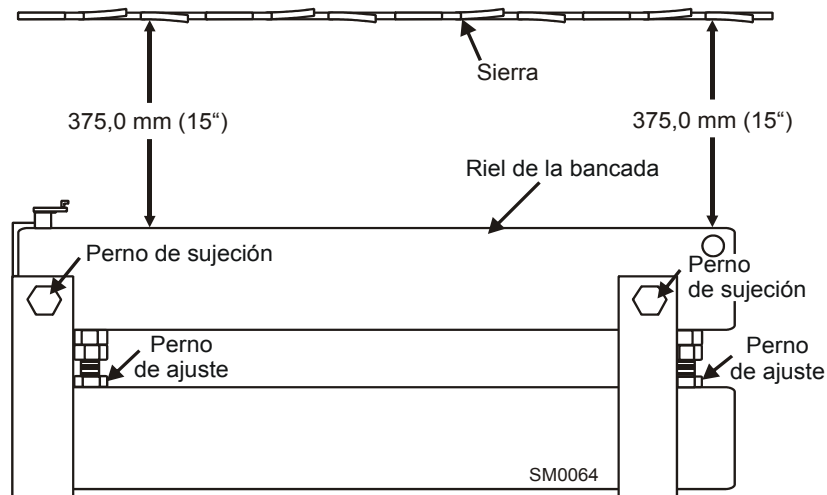 Sierra
375,0 mm (15“)
375,0 mm (15“)
Riel de la bancada
Perno de sujeción
Perno
de sujeción
Perno
de ajuste
Perno
de ajuste
SM0064